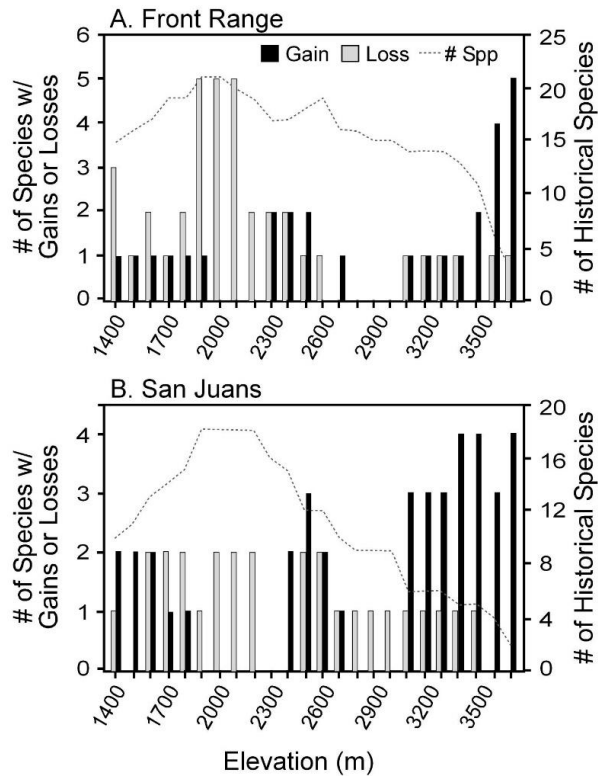 A. Front Range
Gain Loss # Spp
# of Species w/
Gains or Losses
6
5
4
3
2
1
0
25
20
15
10
5
0
# of Historical Species
1400 1700 2000 2300 2600 2900 3200 3500
B. San Juans
# of Species w/
Gains or Losses
4
3
2
1
0
20
18
16
12
8
4
0
# of Historical Species
1400 1700 2000 2300 2600 2900 3200 3500
Elevation (m)